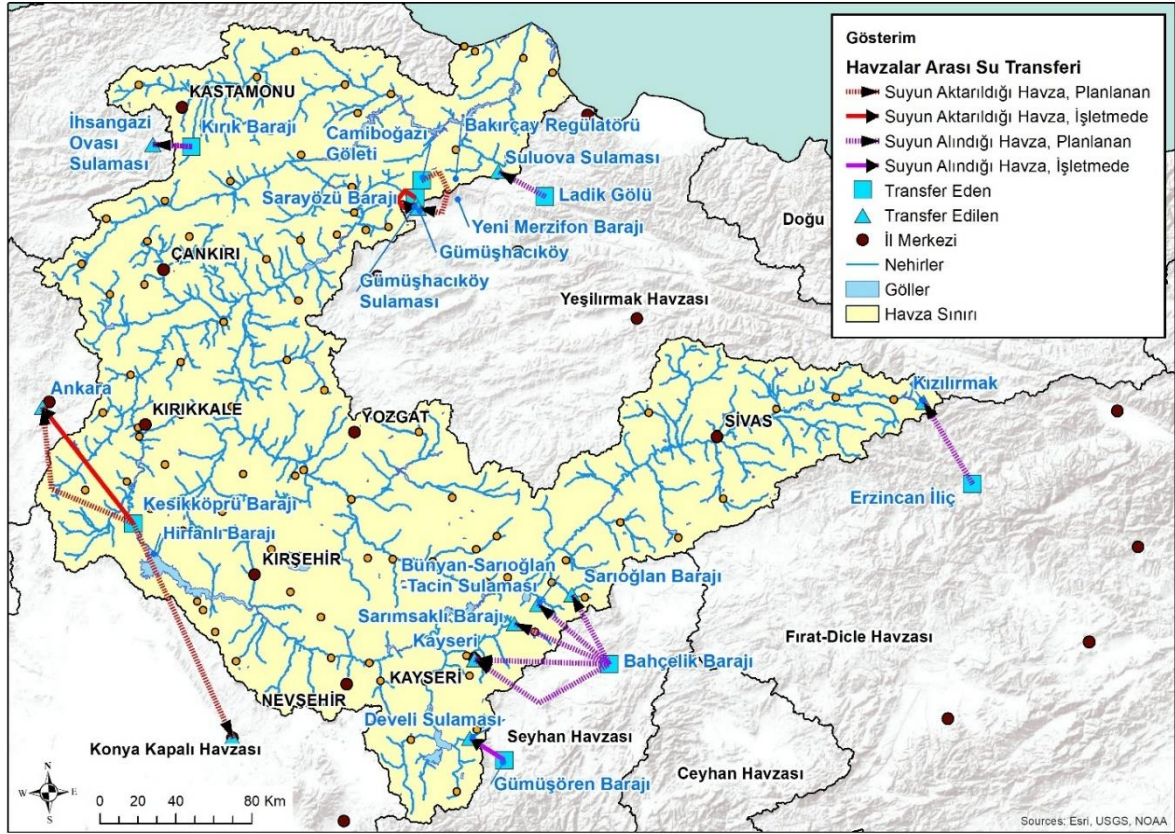 Gösterim
Havzalar Arası Su Transferi
Suyun Aktarıldığı Havza, Planlanan
Suyun Aktarıldığı Havza, İşletmede
Suyun Alındığı Havza, Planlanan
Suyun Alındığı Havza, İşletmede
Transfer Eden
Transfer Edilen
İl Merkezi
Nehirler
Göller
Havza Sınırı
KASTAMONU
İhsangazi
Ovası
Sulaması
Kırık Barajı
Camiboğazı
Göleti
Bakırçay Regülatörü
Suluova Sulaması
Sarayözü Barajı
Ladik Gölü
Yeni Merzifon Barajı
Gümüşhacıköy
Gümüşhacıköy
Sulaması
Doğu
ÇANKIRI
Yeşilırmak Havzası
Ankara
KIRIKKALE
YOZGAT
SİVAS
Kızılırmak
Erzincan İliç
Kesikköprü Barajı
Hirfanlı Barajı
KIRŞEHİR
Bünyan-Sarıoğlan
-Tacin Sulaması
Sarıoğlan Barajı
Sarımsaklı Barajı
Kayseri
Fırat-Dicle Havzası
Bahçelik Barajı
KAYSERİ
NEVŞEHİR
Develi Sulaması
Seyhan Havzası
Konya Kapalı Havzası
Gümüşören Barajı
Ceyhan Havzası
N
W
E
S
0 20 40 80 Km
Sources: Esri, USGS, NOAA